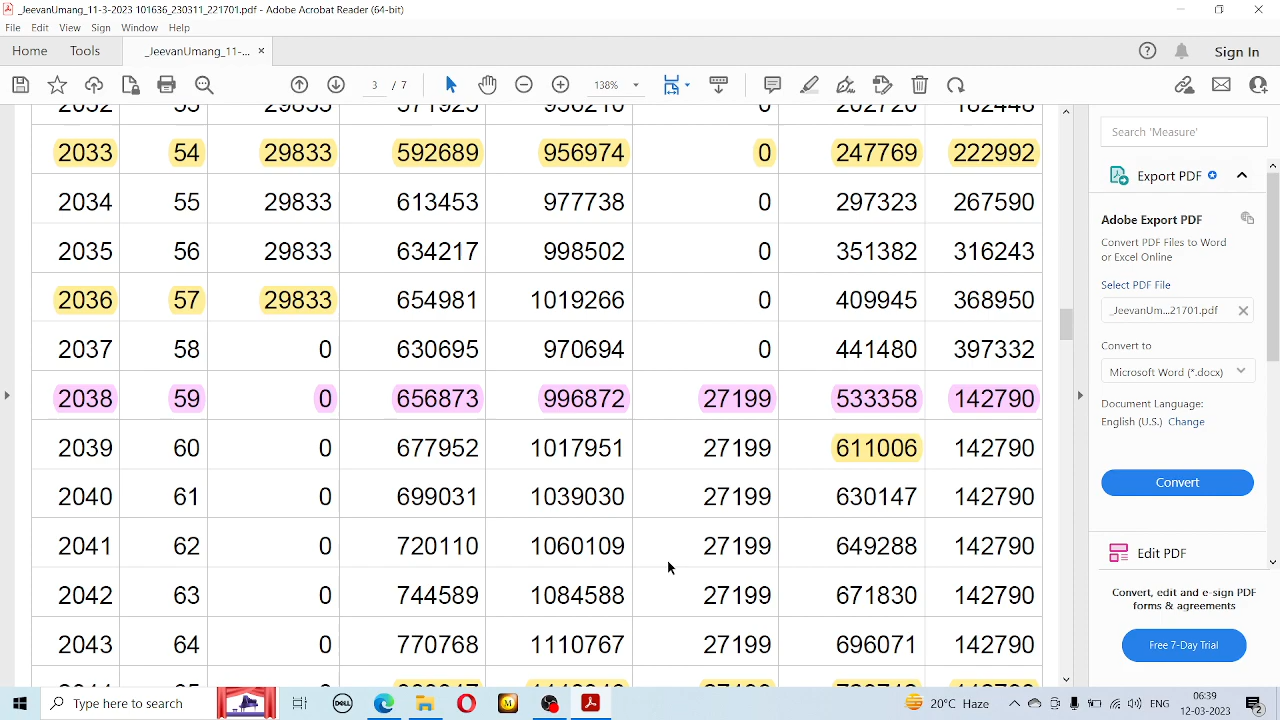 _JeevanUmang_11-3-2023 101636_230311_221701.pdf - Adobe Acrobat Reader (64-bit)
File Edit View Sign Window Help
Home Tools _JeevanUmang_11-... × Sign In
3 / 7 138%
2033 54 29833 592689 956974 0 247769 222992
2034 55 29833 613453 977738 0 297323 267590
2035 56 29833 634217 998502 0 351382 316243
2036 57 29833 654981 1019266 0 409945 368950
2037 58 0 630695 970694 0 441480 397332
2038 59 0 656873 996872 27199 533358 142790
2039 60 0 677952 1017951 27199 611006 142790
2040 61 0 699031 1039030 27199 630147 142790
2041 62 0 720110 1060109 27199 649288 142790
2042 63 0 744589 1084588 27199 671830 142790
2043 64 0 770768 1110767 27199 696071 142790
Search 'Measure'
Export PDF
Adobe Export PDF
Convert PDF Files to Word
or Excel Online
Select PDF File
_JeevanUm...21701.pdf
Convert to
Microsoft Word (*.docx)
Document Language:
English (U.S.) Change
Convert
Edit PDF
Convert, edit and e-sign PDF
forms & agreements
Free 7-Day Trial
Type here to search
DELL
M
20°C Haze
ENG
06:39
12-03-2023
2